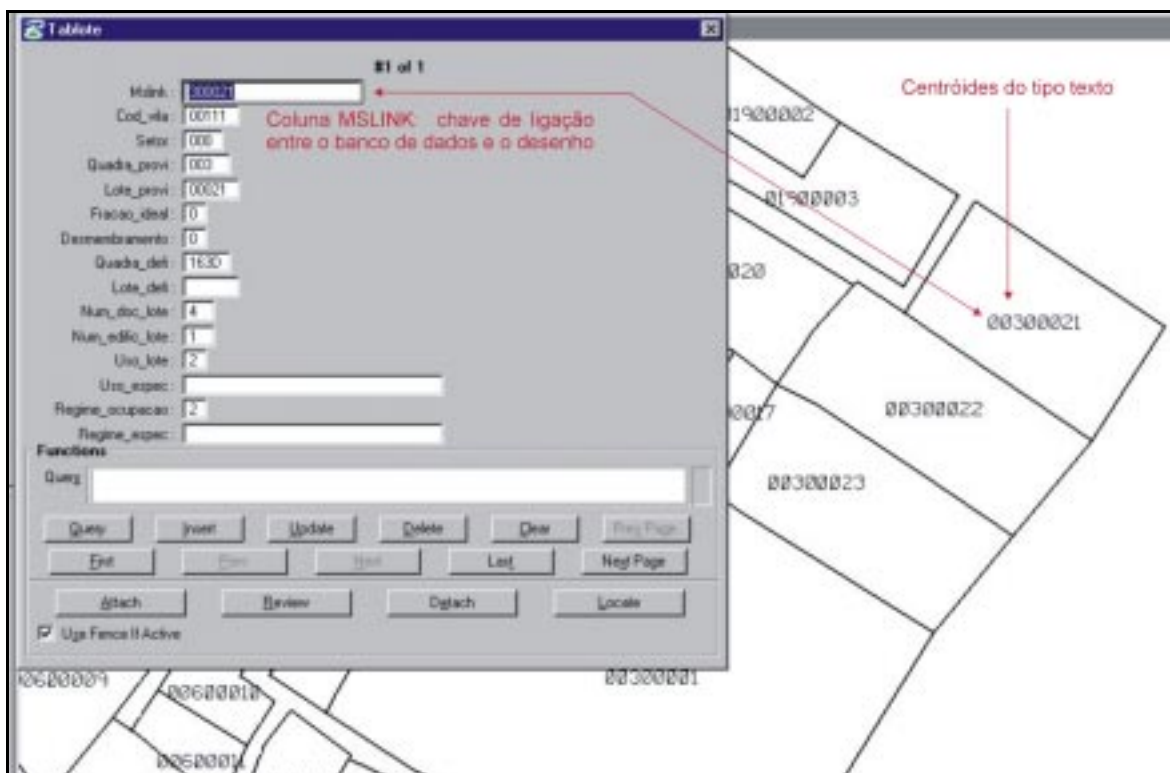 Tablote
#1 of 1
Mslink: 300021
Cod_vila: 00111
Setor: 000
Quadra_provi: 003
Lote_provi: 00021
Fracao_ideal: 0
Desmembramento: 0
Quadra_defi: 163D
Lote_defi:
Num_doc_lote: 4
Num_edific_lote: 1
Uso_lote: 2
Uso_espec:
Regime_ocupacao: 2
Regime_espec:
Coluna MSLINK: chave de ligação
entre o banco de dados e o desenho
Functions
Query
Query Insert Update Delete Clear Prev Page
First Prev Next Last Next Page
Attach Review Detach Locate
Use Fence If Active
Centróides do tipo texto
01900002
01900003
020
00300021
00300022
0017
00300023
00300001
00600009
00600010